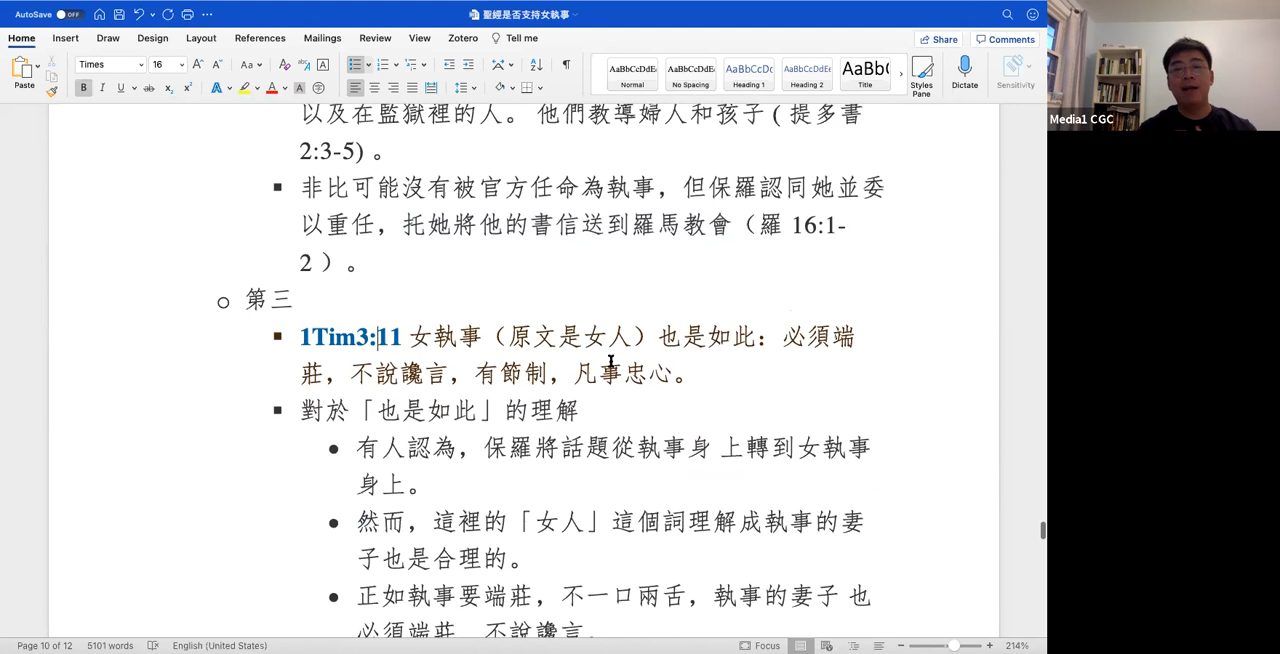 AutoSave OFF
聖經是否支持女執事
Home Insert Draw Design Layout References Mailings Review View Zotero Tell me
Share Comments
Paste
Times 16
AaBbCcDdEe AaBbCcDdEe AaBbCcDc AaBbCcDdEe AaBb(
Normal No Spacing Heading 1 Heading 2 Title
Styles Pane
Dictate
Sensitivity
Media1 CGC
以及在監獄裡的人。 他們教導婦人和孩子 ( 提多書
2:3-5) 。
▪ 非比可能沒有被官方任命為執事，但保羅認同她並委
以重任，托她將他的書信送到羅馬教會（羅 16:1-
2 ）。
o 第三
▪ 1Tim3:11 女執事（原文是女人）也是如此：必須端
莊，不說讒言，有節制，凡事忠心。
▪ 對於「也是如此」的理解
• 有人認為，保羅將話題從執事身 上轉到女執事
身上。
• 然而，這裡的「女人」這個詞理解成執事的妻
子也是合理的。
• 正如執事要端莊，不一口兩舌，執事的妻子 也
必須端莊，不說讒言。
Page 10 of 12 5101 words English (United States)
Focus 214%